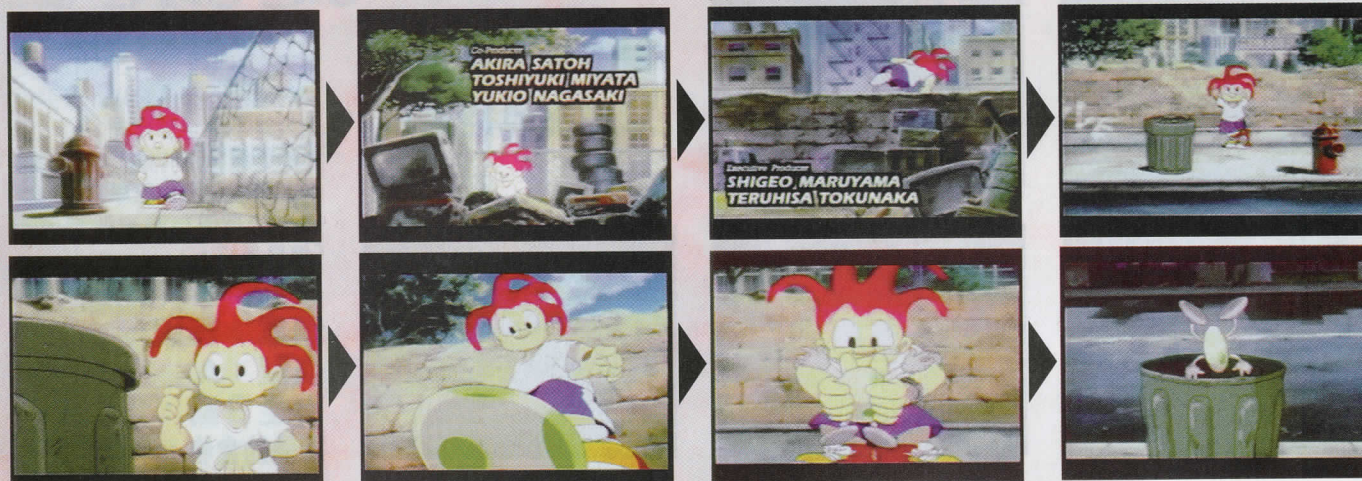 Co-Producer
AKIRA SATOH
TOSHIYUKI MIYATA
YUKIO NAGASAKI
Executive Producer
SHIGEO MARUYAMA
TERUHISA TOKUNAKA